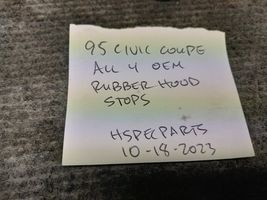 95 CIVIC COUPE
ALL 4 OEM
RUBBER HOOD
STOPS
HSPECPARTS
10-18-2023